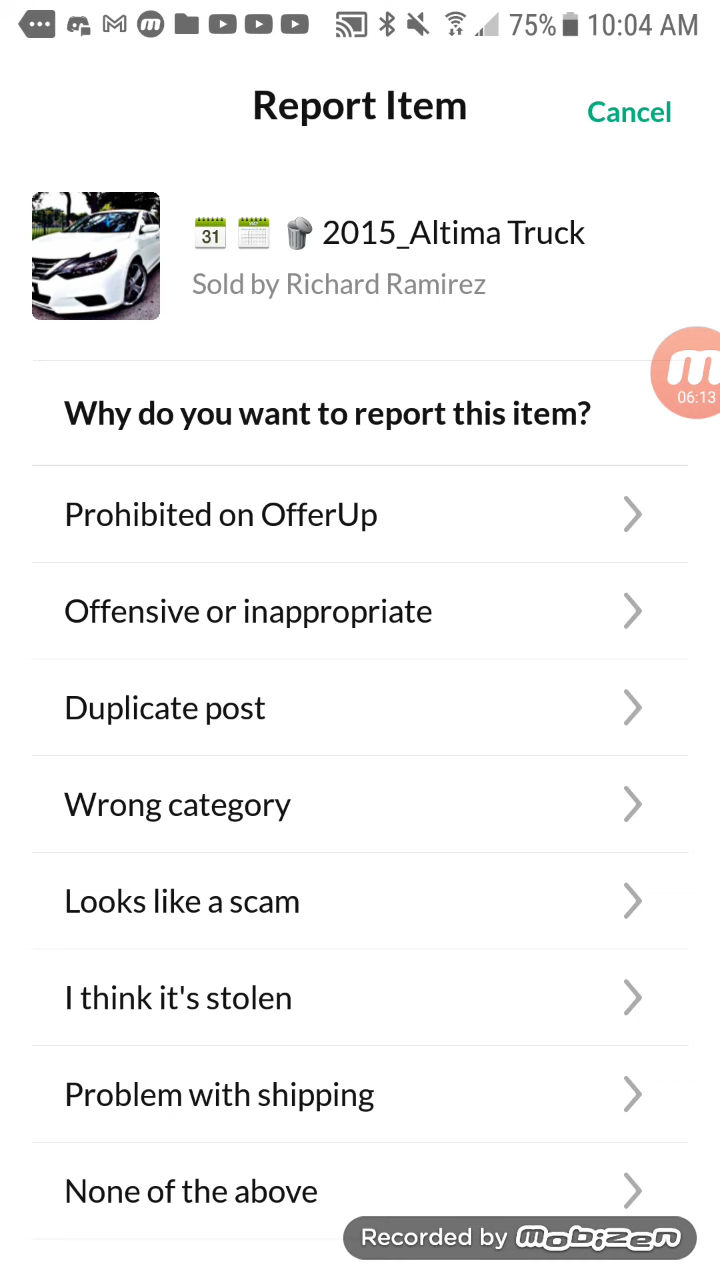 75% 10:04 AM
Report Item
Cancel
31 2015_Altima Truck
Sold by Richard Ramirez
m
06:13
Why do you want to report this item?
Prohibited on OfferUp
Offensive or inappropriate
Duplicate post
Wrong category
Looks like a scam
I think it's stolen
Problem with shipping
None of the above
Recorded by mobizen